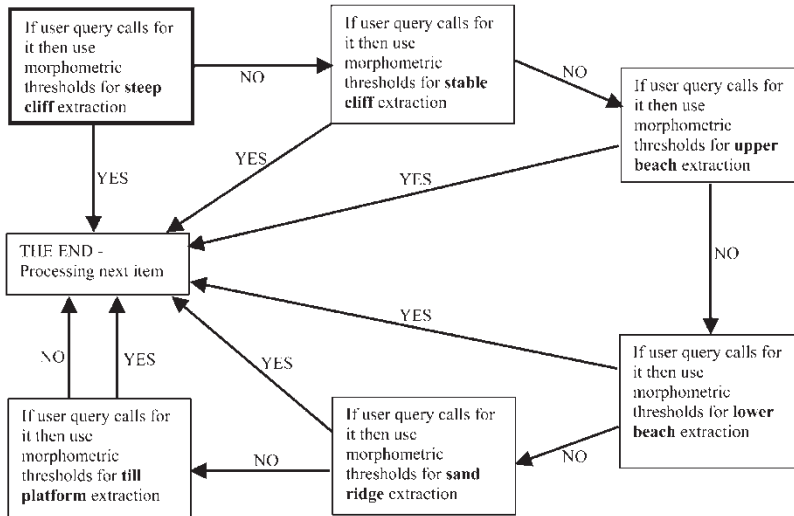 If user query calls for
it then use
morphometric
thresholds for steep
cliff extraction
NO
If user query calls for
it then use
morphometric
thresholds for stable
cliff extraction
NO
If user query calls for
it then use
morphometric
thresholds for upper
beach extraction
YES
YES
YES
THE END -
Processing next item
NO
YES
If user query calls for
it then use
morphometric
thresholds for lower
beach extraction
NO
YES
YES
If user query calls for
it then use
morphometric
thresholds for sand
ridge extraction
NO
NO
If user query calls for
it then use
morphometric
thresholds for till
platform extraction